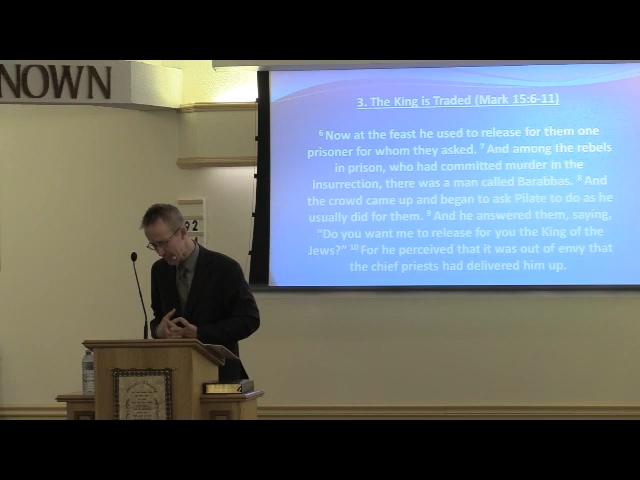 NOWN
3. The King is Traded (Mark 15:6-11)
6 Now at the feast he used to release for them one
prisoner for whom they asked. 7 And among the rebels
in prison, who had committed murder in the
insurrection, there was a man called Barabbas. 8 And
the crowd came up and began to ask Pilate to do as he
usually did for them. 9 And he answered them, saying,
“Do you want me to release for you the King of the
Jews?” 10 For he perceived that it was out of envy that
the chief priests had delivered him up.